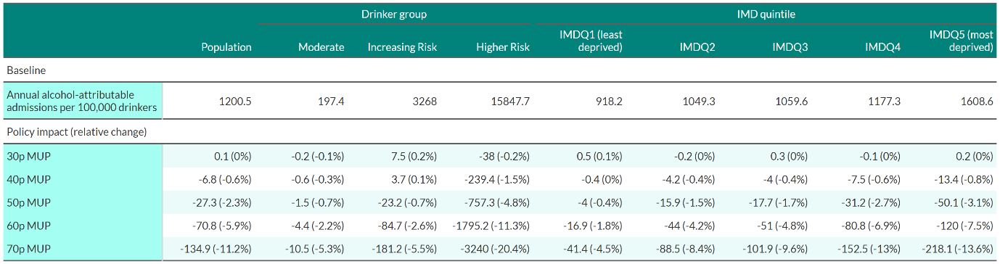 Drinker group IMD quintile
Population Moderate Increasing Risk Higher Risk IMDQ1 (least deprived) IMDQ2 IMDQ3 IMDQ4 IMDQ5 (most deprived)
Baseline
Annual alcohol-attributable admissions per 100,000 drinkers 1200.5 197.4 3268 15847.7 918.2 1049.3 1059.6 1177.3 1608.6
Policy impact (relative change)
30p MUP 0.1 (0%) -0.2 (-0.1%) 7.5 (0.2%) -38 (-0.2%) 0.5 (0.1%) -0.2 (0%) 0.3 (0%) -0.1 (0%) 0.2 (0%)
40p MUP -6.8 (-0.6%) -0.6 (-0.3%) 3.7 (0.1%) -239.4 (-1.5%) -0.4 (0%) -4.2 (-0.4%) -4 (-0.4%) -7.5 (-0.6%) -13.4 (-0.8%)
50p MUP -27.3 (-2.3%) -1.5 (-0.7%) -23.2 (-0.7%) -757.3 (-4.8%) -4 (-0.4%) -15.9 (-1.5%) -17.7 (-1.7%) -31.2 (-2.7%) -50.1 (-3.1%)
60p MUP -70.8 (-5.9%) -4.4 (-2.2%) -84.7 (-2.6%) -1795.2 (-11.3%) -16.9 (-1.8%) -44 (-4.2%) -51 (-4.8%) -80.8 (-6.9%) -120 (-7.5%)
70p MUP -134.9 (-11.2%) -10.5 (-5.3%) -181.2 (-5.5%) -3240 (-20.4%) -41.4 (-4.5%) -88.5 (-8.4%) -101.9 (-9.6%) -152.5 (-13%) -218.1 (-13.6%)